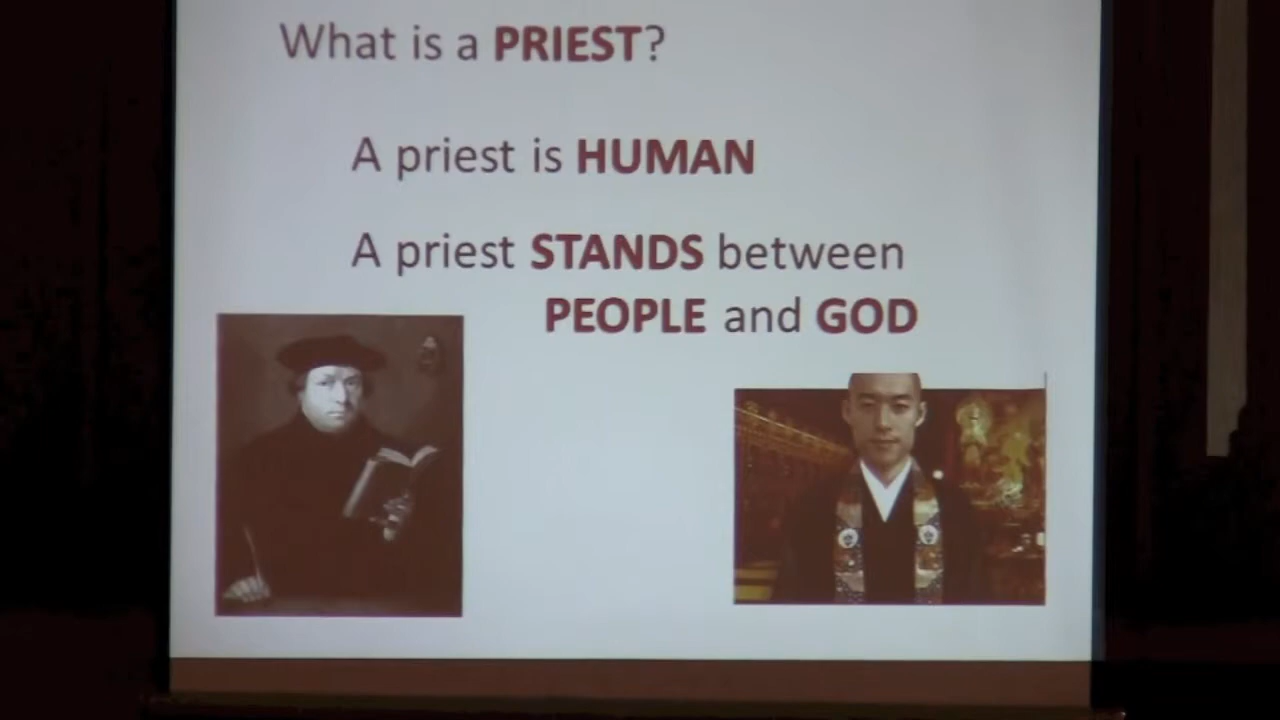 What is a PRIEST?
A priest is HUMAN
A priest STANDS between
PEOPLE and GOD